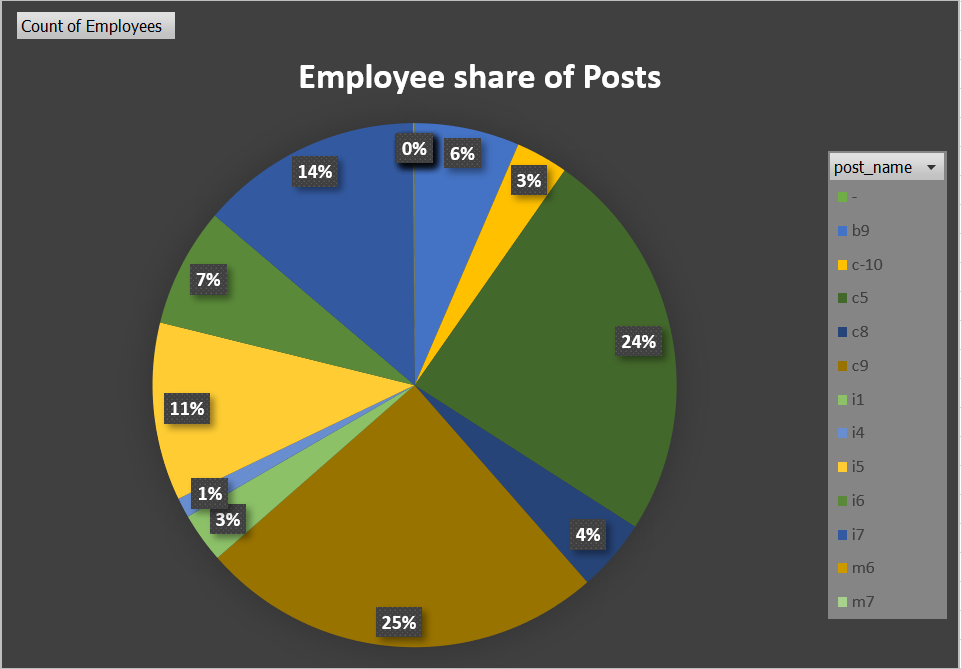 Count of Employees
Employee share of Posts
0%
6%
3%
24%
4%
25%
3%
1%
11%
7%
14%
post_name
-
b9
c-10
c5
c8
c9
i1
i4
i5
i6
i7
m6
m7